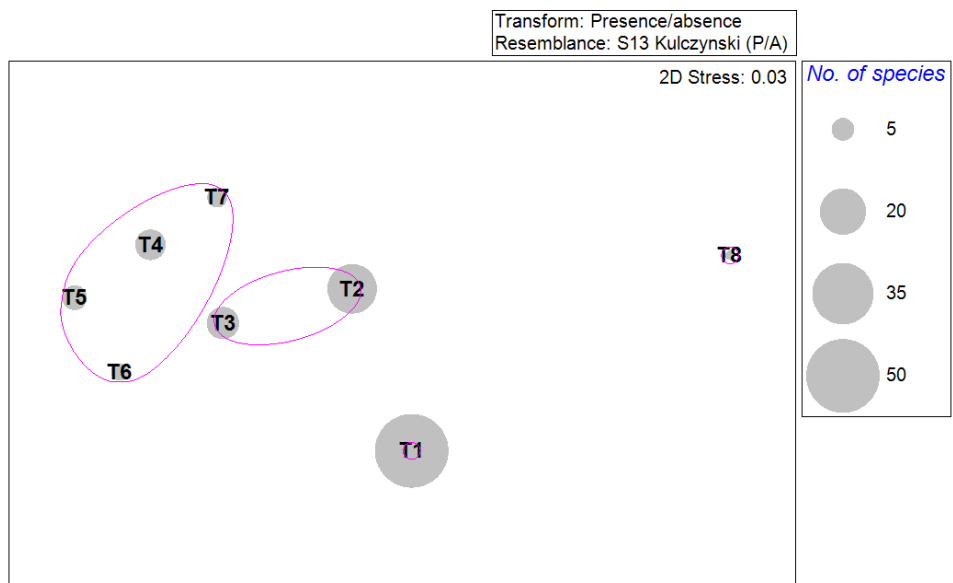 Transform: Presence/absence
Resemblance: S13 Kulczynski (P/A)
2D Stress: 0.03
No. of species
5
20
35
50
T7
T4
T8
T2
T5
T3
T6
T1